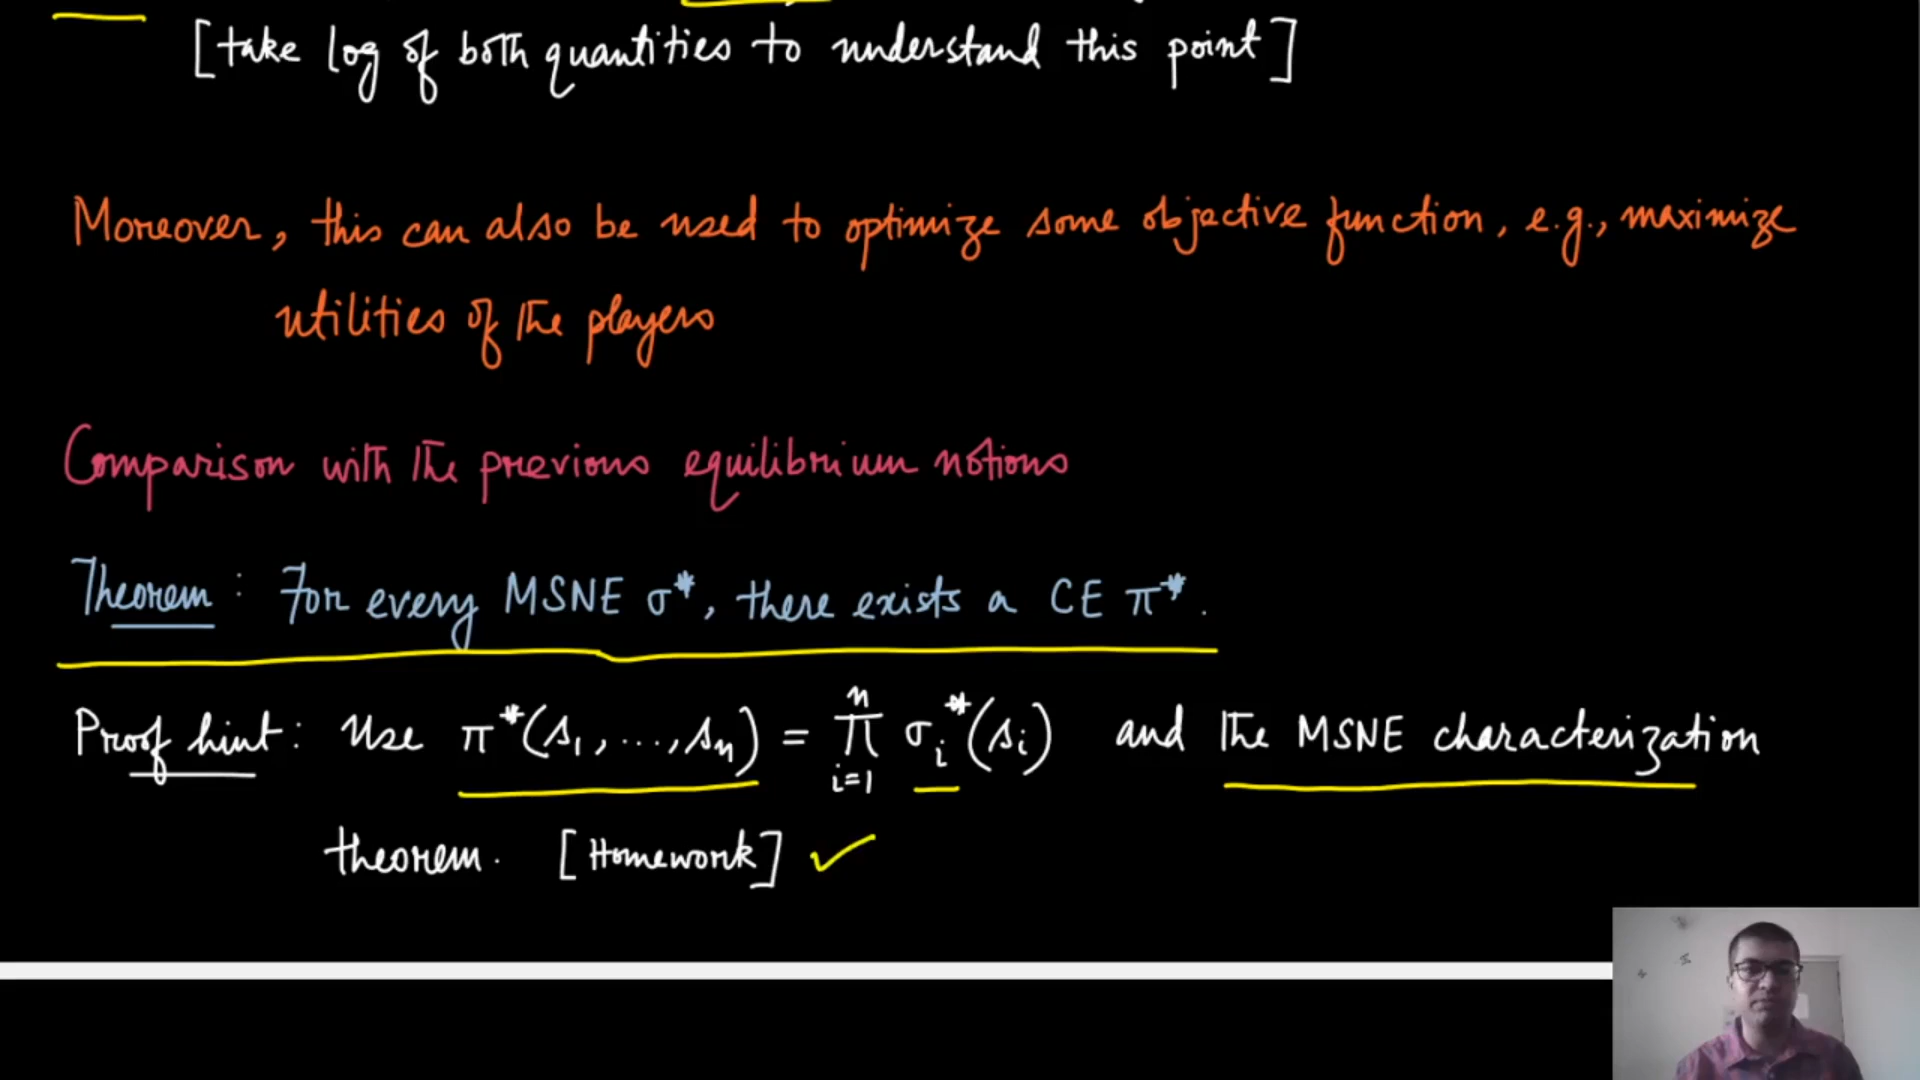 [take log of both quantities to understand this point]
Moreover, this can also be used to optimize some objective function, e.g., maximize
utilities of the players
Comparison with the previous equilibrium notions
Theorem: For every MSNE σ*, there exists a CE π*.
Proof hint: Use π*(s₁,...,sₙ) = ∏ᵢ₌₁ⁿ σᵢ*(sᵢ) and the MSNE characterization
theorem. [Homework] ✓